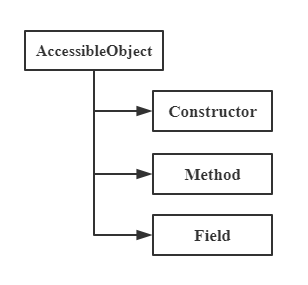 AccessibleObject
Constructor
Method
Field